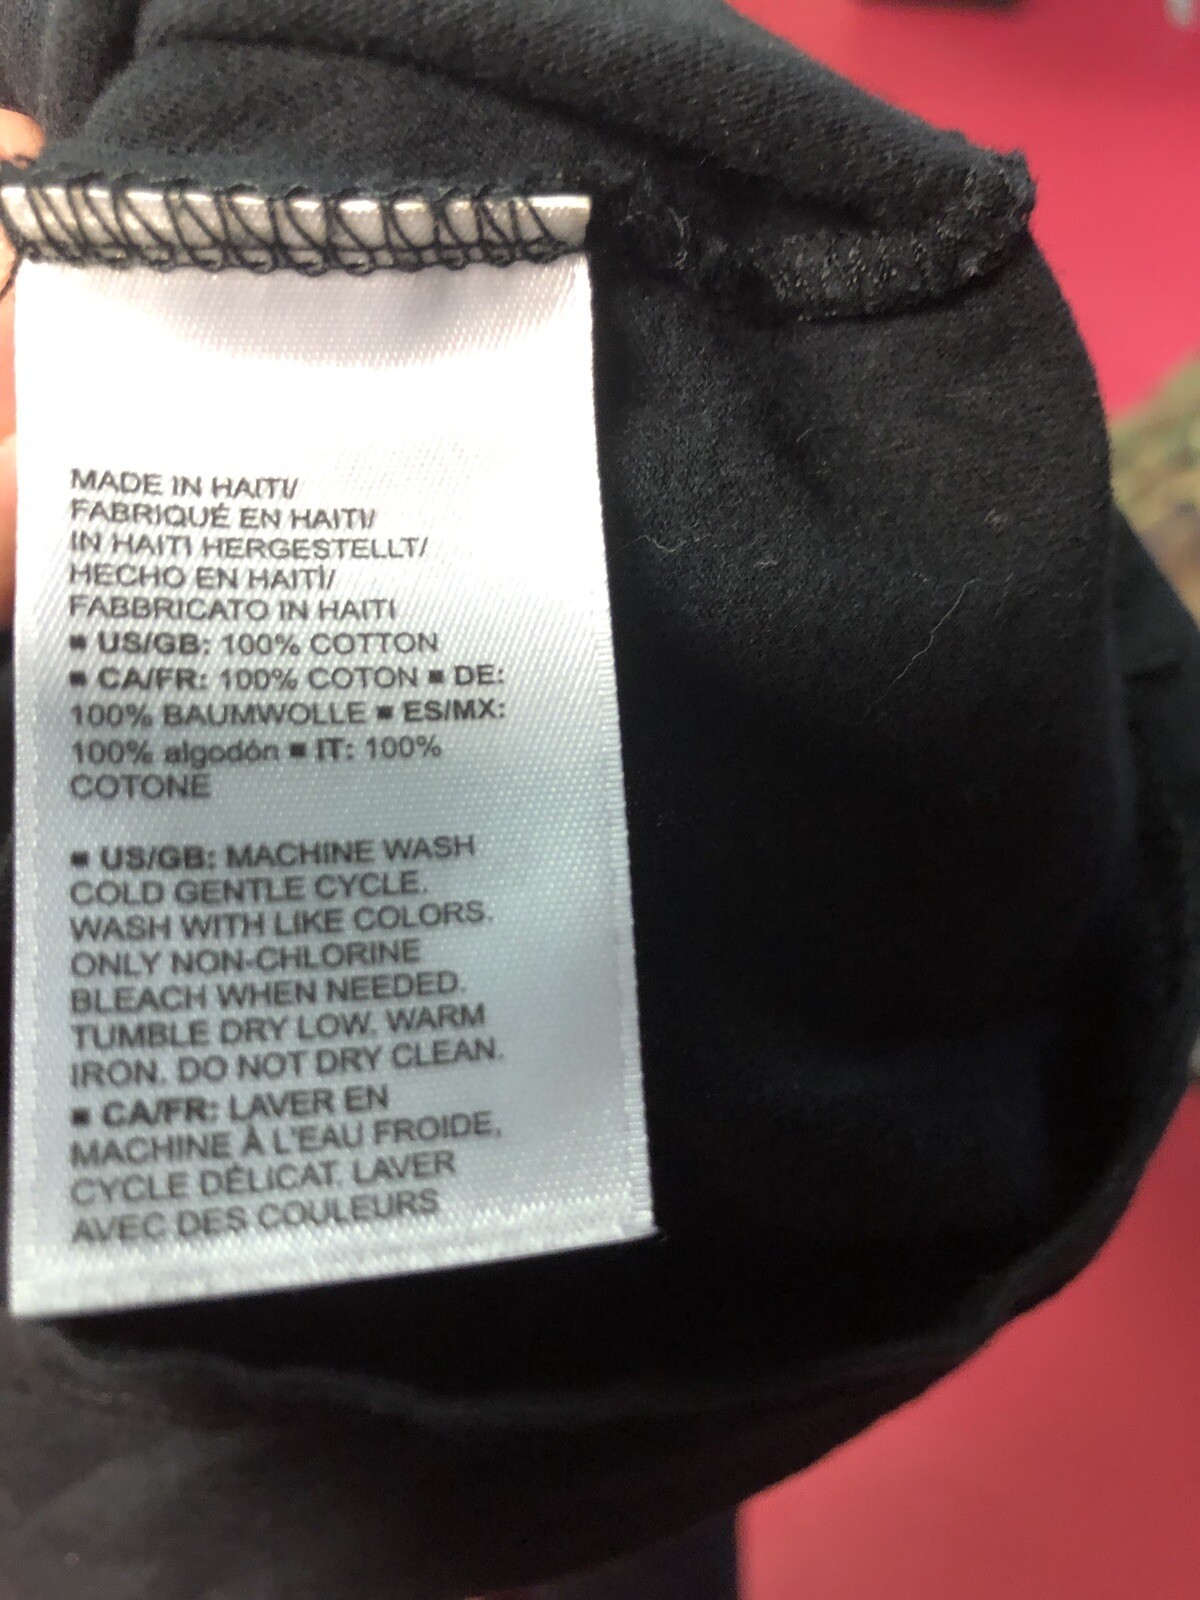 MADE IN HAITI/
FABRIQUÉ EN HAITI/
IN HAITI HERGESTELLT/
HECHO EN HAITÌ/
FABBRICATO IN HAITI
▪ US/GB: 100% COTTON
▪ CA/FR: 100% COTON ▪ DE:
100% BAUMWOLLE ▪ ES/MX:
100% algodón ▪ IT: 100%
COTONE
▪ US/GB: MACHINE WASH
COLD GENTLE CYCLE.
WASH WITH LIKE COLORS.
ONLY NON-CHLORINE
BLEACH WHEN NEEDED.
TUMBLE DRY LOW. WARM
IRON. DO NOT DRY CLEAN.
▪ CA/FR: LAVER EN
MACHINE À L'EAU FROIDE,
CYCLE DÉLICAT. LAVER
AVEC DES COULEURS